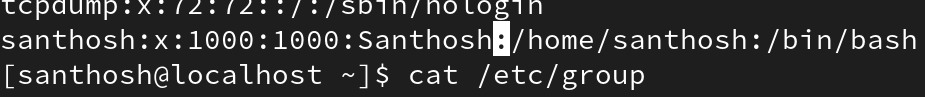 tcpdump:x:72:72::/:/sbin/nologin
santhosh:x:1000:1000:Santhosh:/home/santhosh:/bin/bash
[santhosh@localhost ~]$ cat /etc/group